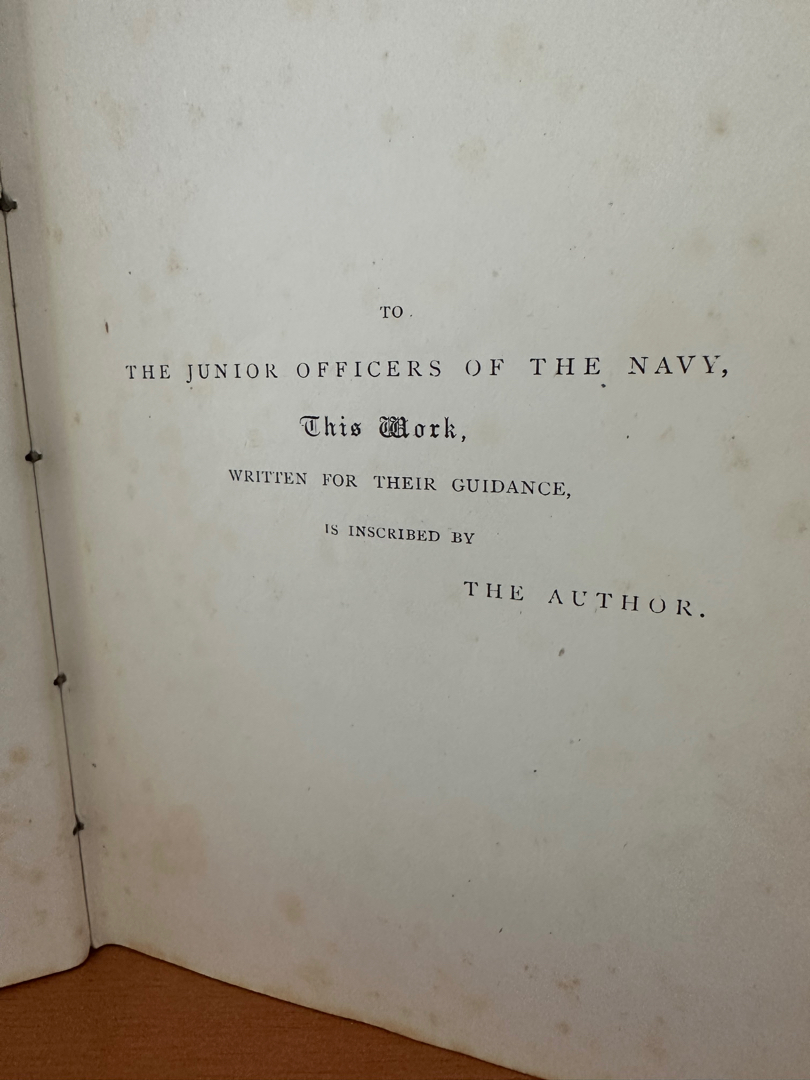 TO
THE JUNIOR OFFICERS OF THE NAVY,
This Work,
WRITTEN FOR THEIR GUIDANCE,
IS INSCRIBED BY
THE AUTHOR.